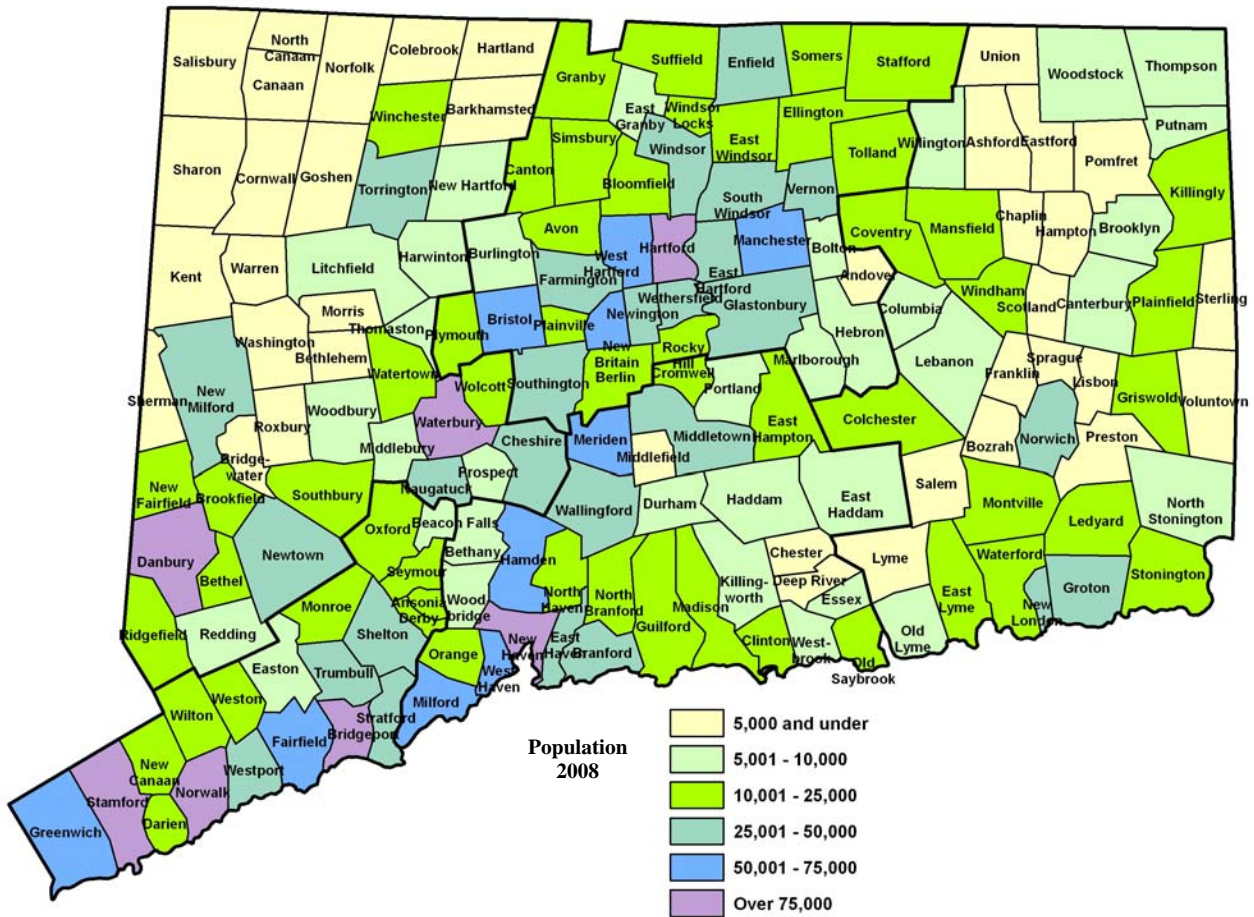 North
Canaan
Colebrook
Hartland
Salisbury
Canaan
Norfolk
Granby
Suffield
Enfield
Somers
Stafford
Union
Woodstock
Thompson
Winchester
Barkhamsted
East
Granby
Windsor
Locks
Ellington
Putnam
Simsbury
East
Windsor
Willington
Ashford
Eastford
Windsor
Tolland
Pomfret
Sharon
Cornwall
Goshen
Torrington
New Hartford
Canton
Bloomfield
Killingly
South
Windsor
Vernon
Chaplin
Hampton
Avon
Coventry
Mansfield
Brooklyn
Kent
Warren
Litchfield
Harwinton
Burlington
West
Hartford
Hartford
Manchester
Bolton
Farmington
East
Hartford
Andover
Windham
Scotland
Canterbury
Plainfield
Sterling
Morris
Wethersfield
Glastonbury
Columbia
Washington
Thomaston
Plymouth
Bristol
Plainville
Newington
Hebron
Bethlehem
New
Britain
Rocky
Hill
Marlborough
Lebanon
Sprague
Franklin
Lisbon
Watertown
Wolcott
Southington
Berlin
Cromwell
Portland
Griswold
Voluntown
Sherman
New
Milford
Roxbury
Woodbury
Waterbury
Colchester
Norwich
Preston
Bridge-
water
Middlebury
Cheshire
Meriden
Middletown
East
Hampton
Bozrah
Middlefield
Prospect
New
Fairfield
Brookfield
Southbury
Naugatuck
Wallingford
Durham
Haddam
East
Haddam
Salem
Montville
North
Stonington
Oxford
Beacon Falls
Ledyard
Danbury
Newtown
Bethany
Hamden
Chester
Lyme
Waterford
Bethel
Seymour
Deep River
Killing-
worth
Essex
East
Lyme
New
London
Groton
Stonington
Monroe
Ansonia
Derby
Wood
bridge
North
Haven
North
Branford
Guilford
Madison
Ridgefield
Redding
Shelton
Clinton
West-
brook
Old
Saybrook
Old
Lyme
Easton
Orange
New
Haven
East
Haven
Branford
Trumbull
West
Haven
Weston
Milford
Wilton
Stratford
Fairfield
Bridgeport
New
Canaan
Westport
Stamford
Norwalk
Greenwich
Darien
Population
2008
5,000 and under
5,001 - 10,000
10,001 - 25,000
25,001 - 50,000
50,001 - 75,000
Over 75,000